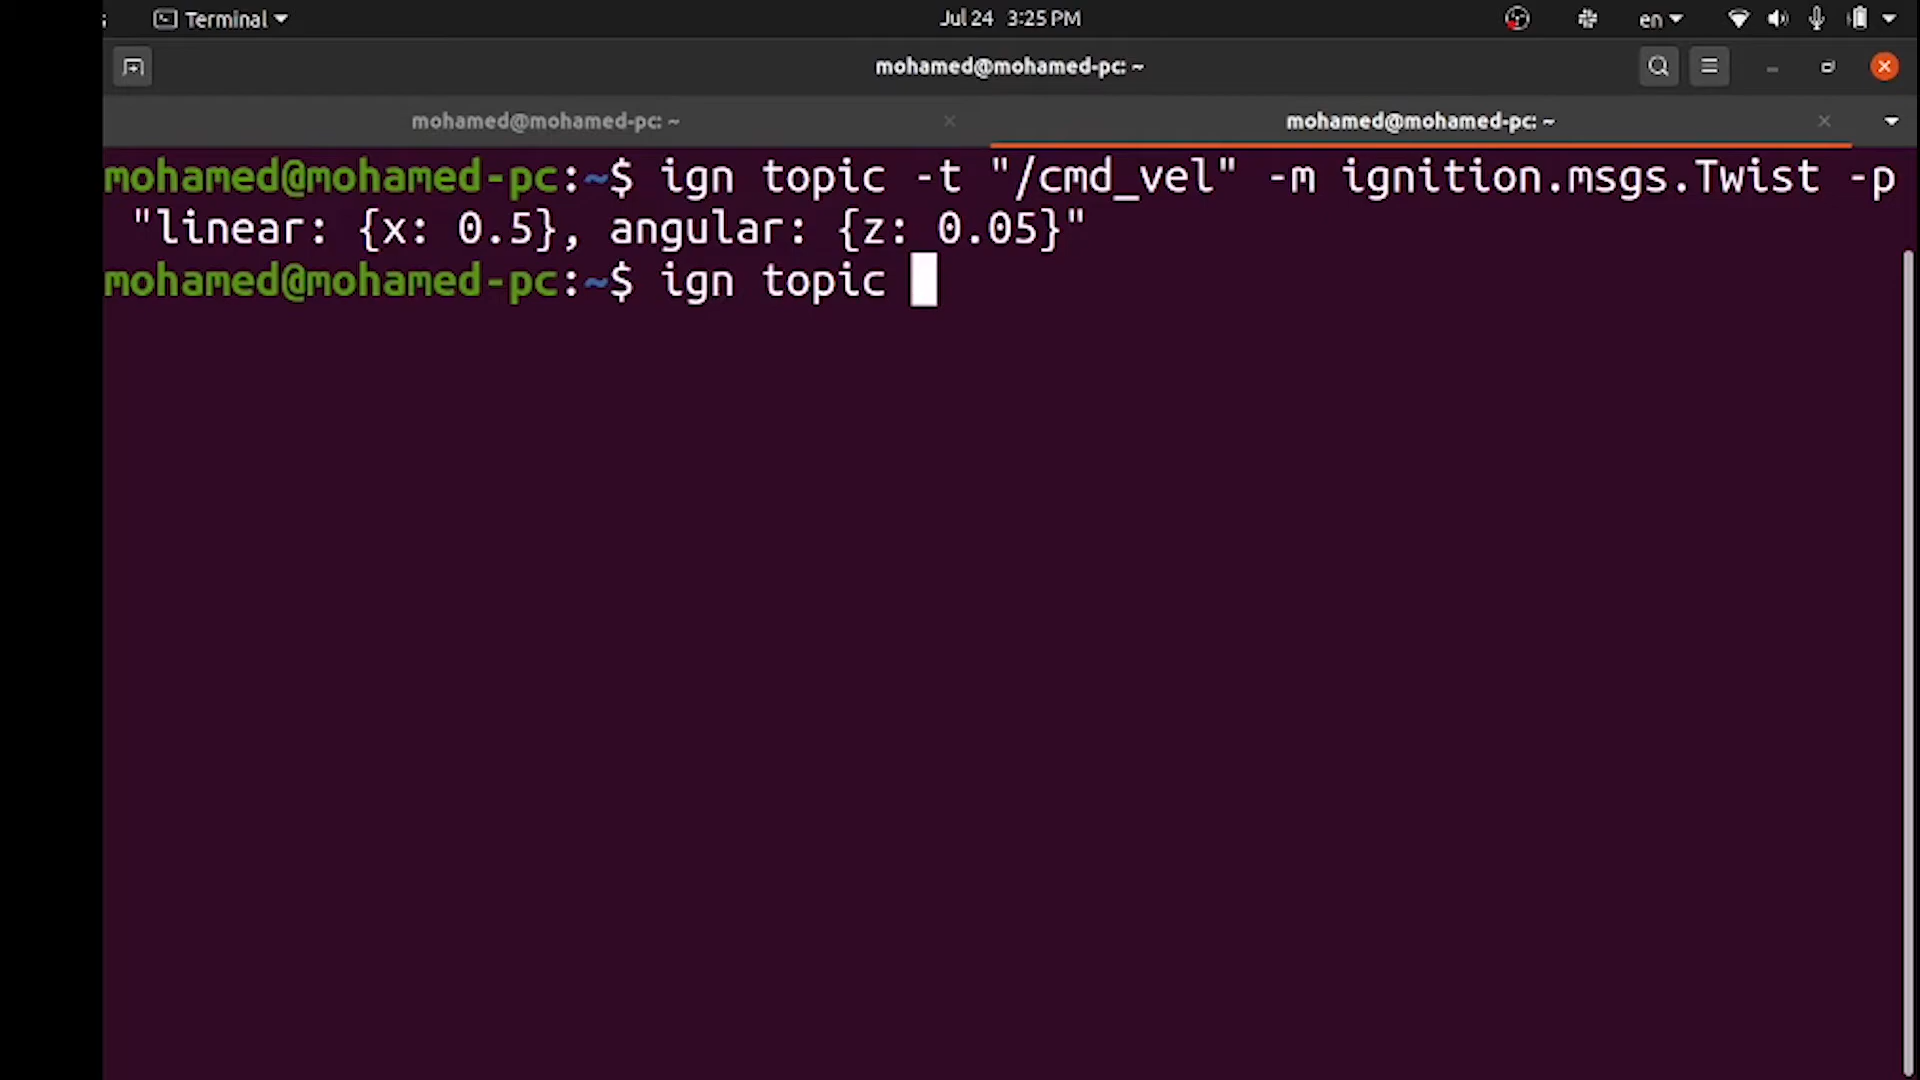 Terminal Jul 24 3:25 PM en
mohamed@mohamed-pc: ~
mohamed@mohamed-pc: ~ mohamed@mohamed-pc: ~
mohamed@mohamed-pc:~$ ign topic -t "/cmd_vel" -m ignition.msgs.Twist -p
"linear: {x: 0.5}, angular: {z: 0.05}"
mohamed@mohamed-pc:~$ ign topic